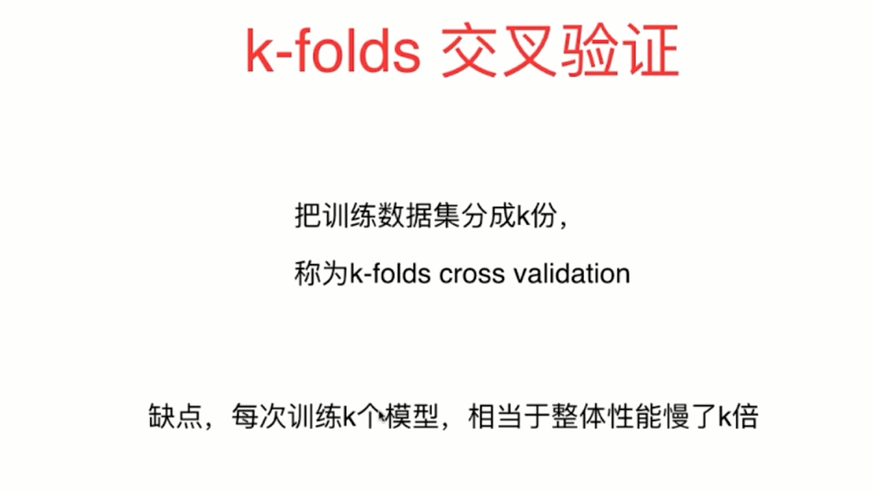 k-folds 交叉验证
把训练数据集分成k份，
称为k-folds cross validation
缺点，每次训练k个模型，相当于整体性能慢了k倍